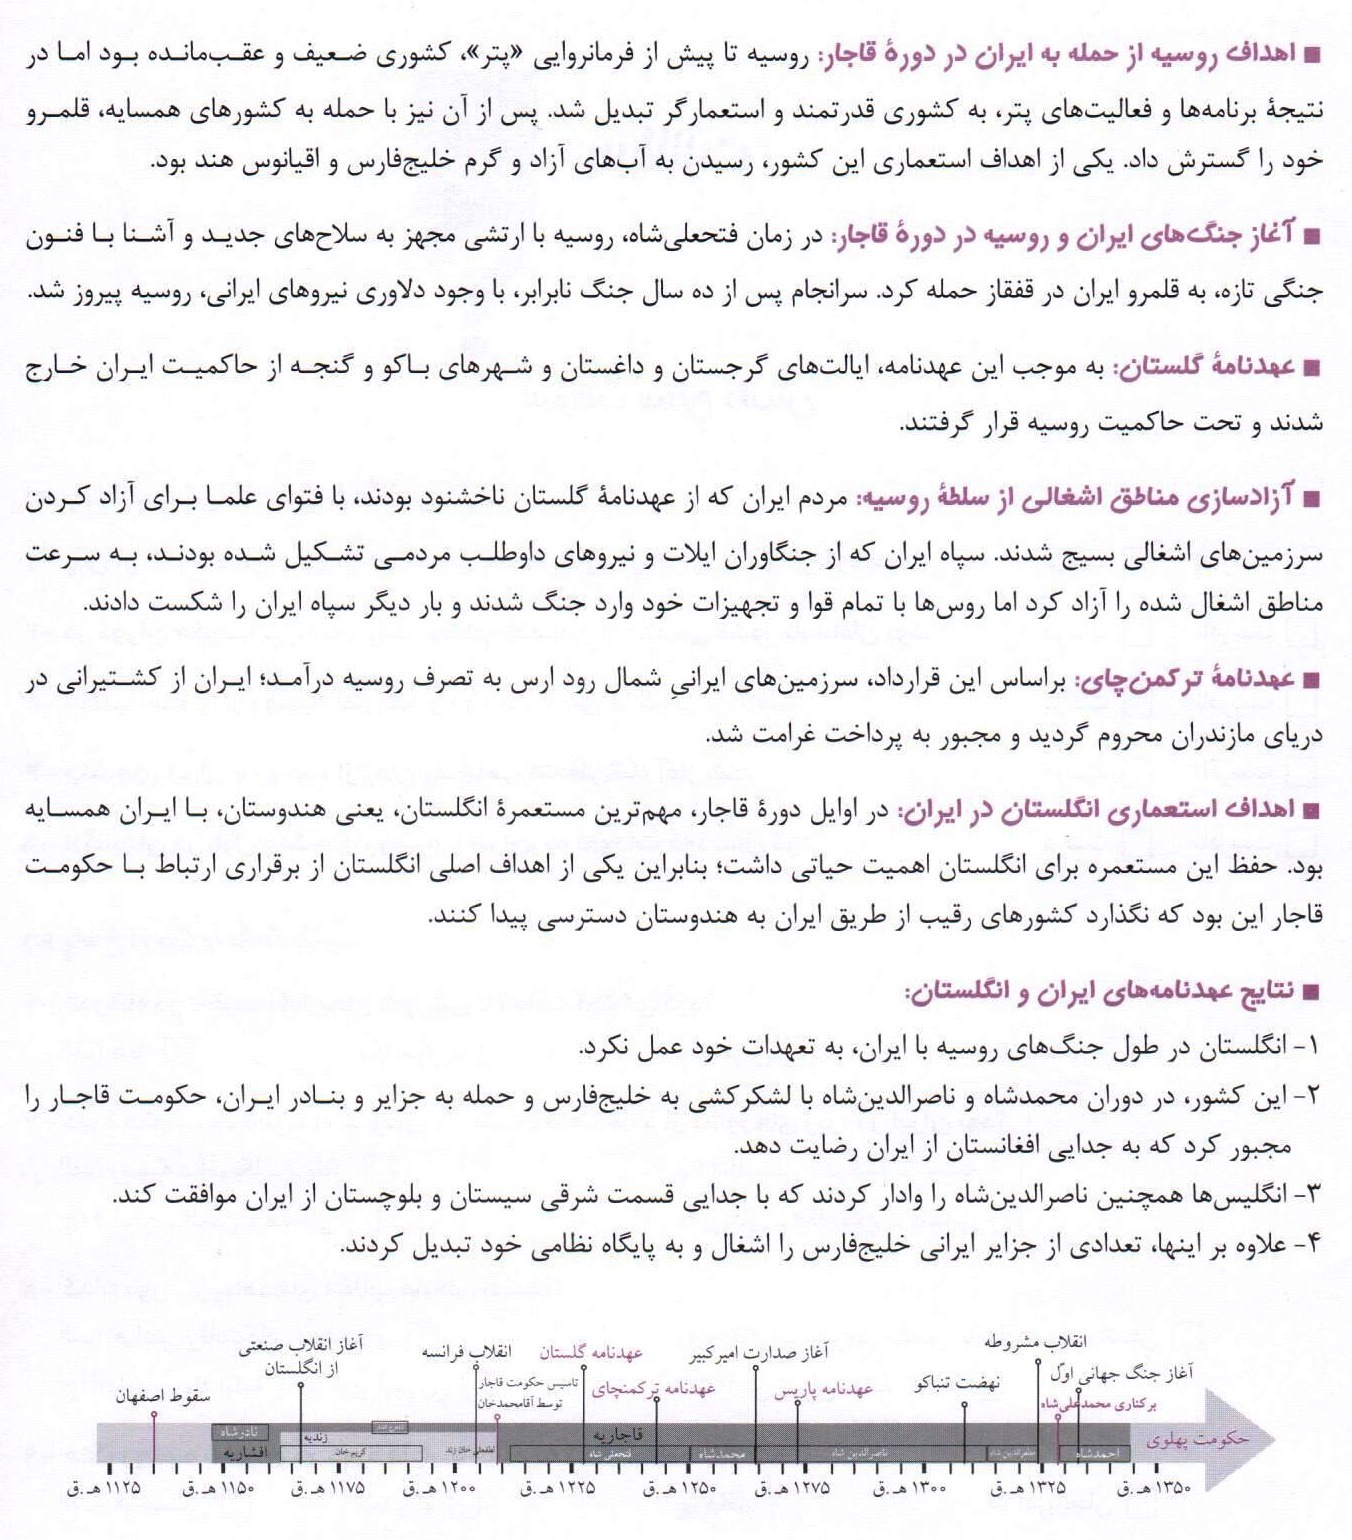 ■ اهداف روسیه از حمله به ایران در دورهٔ قاجار: روسیه تا پیش از فرمانروایی «پتر»، کشوری ضعیف و عقب‌مانده بود اما در
نتیجهٔ برنامه‌ها و فعالیت‌های پتر، به کشوری قدرتمند و استعمارگر تبدیل شد. پس از آن نیز با حمله به کشورهای همسایه، قلمرو
خود را گسترش داد. یکی از اهداف استعماری این کشور، رسیدن به آب‌های آزاد و گرم خلیج‌فارس و اقیانوس هند بود.
■ آغاز جنگ‌های ایران و روسیه در دورهٔ قاجار: در زمان فتحعلی‌شاه، روسیه با ارتشی مجهز به سلاح‌های جدید و آشنا با فنون
جنگی تازه، به قلمرو ایران در قفقاز حمله کرد. سرانجام پس از ده سال جنگ نابرابر، با وجود دلاوری نیروهای ایرانی، روسیه پیروز شد.
■ عهدنامهٔ گلستان: به موجب این عهدنامه، ایالت‌های گرجستان و داغستان و شهرهای باکو و گنجه از حاکمیت ایران خارج
شدند و تحت حاکمیت روسیه قرار گرفتند.
■ آزادسازی مناطق اشغالی از سلطهٔ روسیه: مردم ایران که از عهدنامهٔ گلستان ناخشنود بودند، با فتوای علما برای آزاد کردن
سرزمین‌های اشغالی بسیج شدند. سپاه ایران که از جنگاوران ایلات و نیروهای داوطلب مردمی تشکیل شده بودند، به سرعت
مناطق اشغال شده را آزاد کرد اما روس‌ها با تمام قوا و تجهیزات خود وارد جنگ شدند و بار دیگر سپاه ایران را شکست دادند.
■ عهدنامهٔ ترکمن‌چای: براساس این قرارداد، سرزمین‌های ایرانیِ شمال رود ارس به تصرف روسیه درآمد؛ ایران از کشتیرانی در
دریای مازندران محروم گردید و مجبور به پرداخت غرامت شد.
■ اهداف استعماری انگلستان در ایران: در اوایل دورهٔ قاجار، مهم‌ترین مستعمرهٔ انگلستان، یعنی هندوستان، با ایران همسایه
بود. حفظ این مستعمره برای انگلستان اهمیت حیاتی داشت؛ بنابراین یکی از اهداف اصلی انگلستان از برقراری ارتباط با حکومت
قاجار این بود که نگذارد کشورهای رقیب از طریق ایران به هندوستان دسترسی پیدا کنند.
■ نتایج عهدنامه‌های ایران و انگلستان:
۱- انگلستان در طول جنگ‌های روسیه با ایران، به تعهدات خود عمل نکرد.
۲- این کشور، در دوران محمدشاه و ناصرالدین‌شاه با لشکرکشی به خلیج‌فارس و حمله به جزایر و بنادر ایران، حکومت قاجار را
مجبور کرد که به جدایی افغانستان از ایران رضایت دهد.
۳- انگلیس‌ها همچنین ناصرالدین‌شاه را وادار کردند که با جدایی قسمت شرقی سیستان و بلوچستان از ایران موافقت کند.
۴- علاوه بر اینها، تعدادی از جزایر ایرانی خلیج‌فارس را اشغال و به پایگاه نظامی خود تبدیل کردند.
انقلاب مشروطه
آغاز جنگ جهانی اوّل
برکناری محمدعلی‌شاه
نهضت تنباکو
آغاز صدارت امیرکبیر
عهدنامه پاریس
عهدنامه گلستان
عهدنامه ترکمنچای
انقلاب فرانسه
تاسیس حکومت قاجار
توسط آقامحمدخان
آغاز انقلاب صنعتی
از انگلستان
سقوط اصفهان
حکومت پهلوی
قاجاریه
احمدشاه
مظفرالدین شاه
ناصرالدین شاه
محمدشاه
فتحعلی شاه
لطفعلی خان زند
زندیه
کریم خان
نادرشاه
افشاریه
۱۳۵۰ هـ.ق
۱۳۲۵ هـ.ق
۱۳۰۰ هـ.ق
۱۲۷۵ هـ.ق
۱۲۵۰ هـ.ق
۱۲۲۵ هـ.ق
۱۲۰۰ هـ.ق
۱۱۷۵ هـ.ق
۱۱۵۰ هـ.ق
۱۱۲۵ هـ.ق